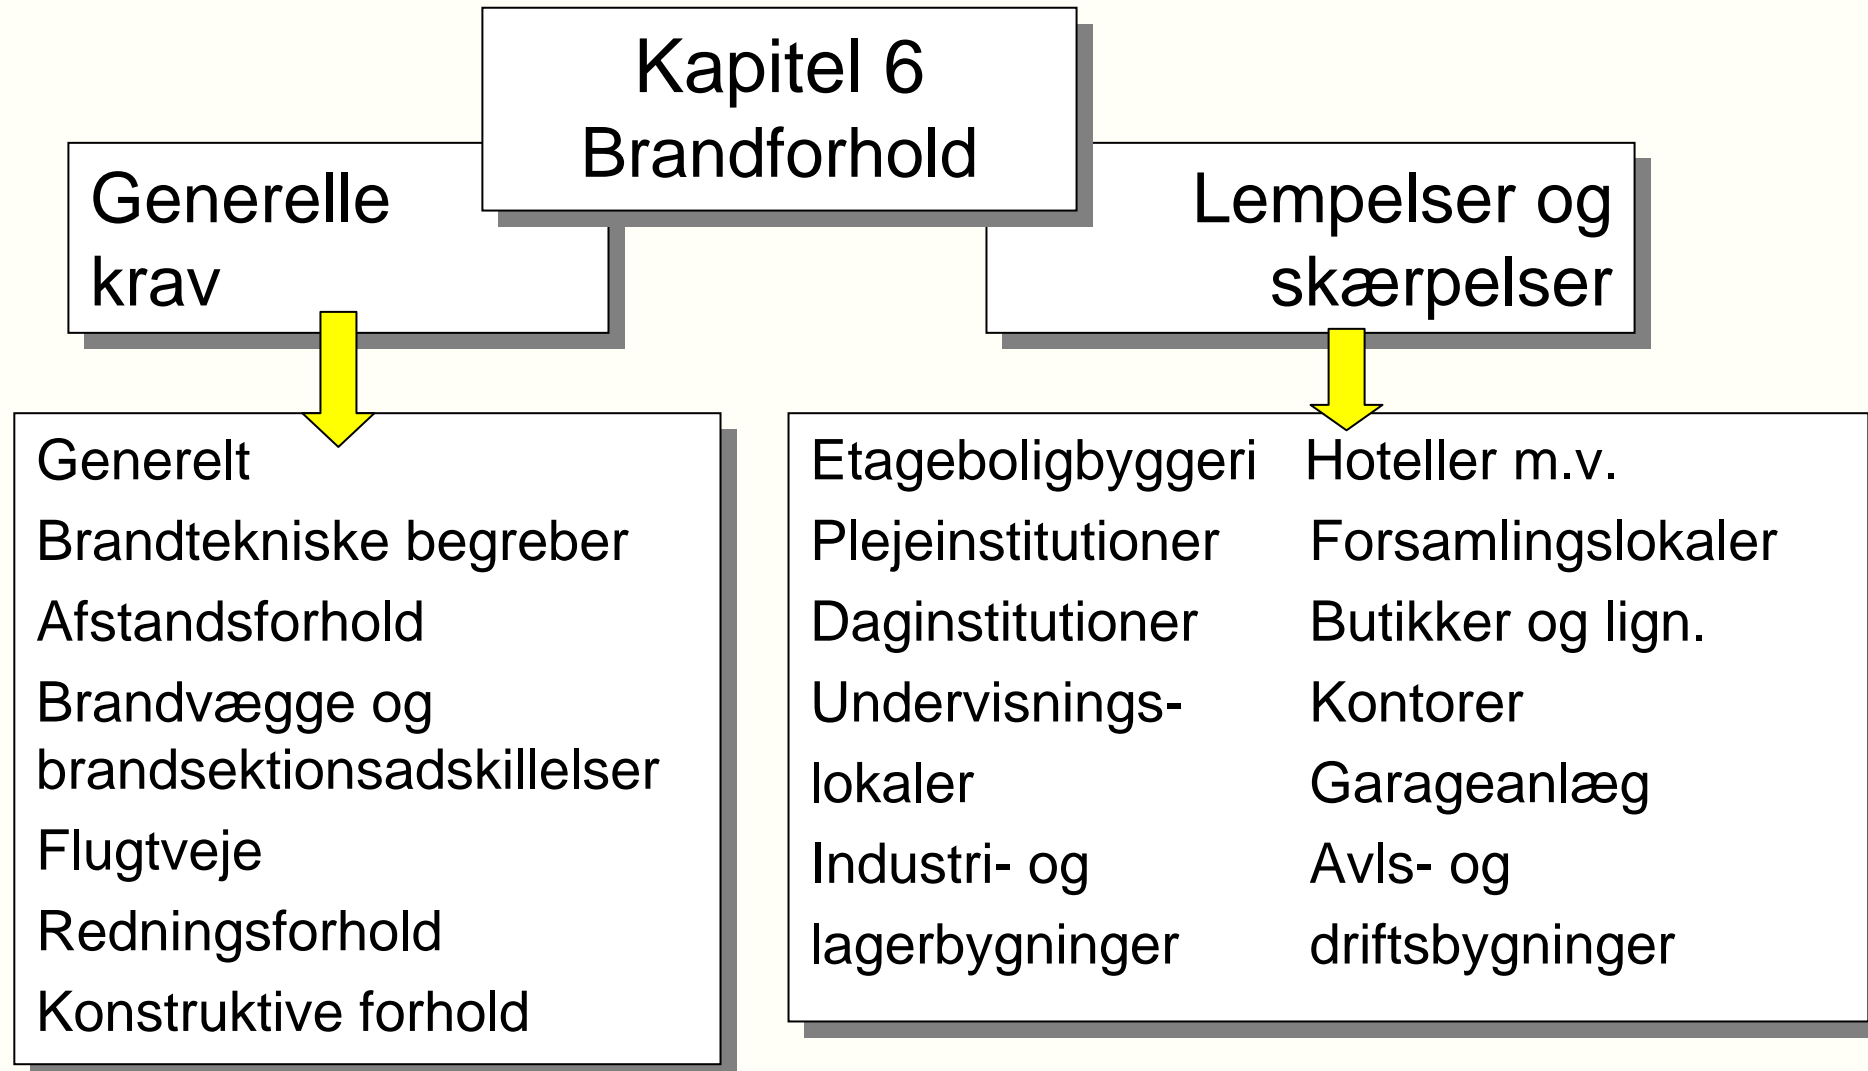 Kapitel 6
Brandforhold
Generelle
krav
Lempelser og
skærpelser
Generelt
Brandtekniske begreber
Afstandsforhold
Brandvægge og
brandsektionsadskillelser
Flugtveje
Redningsforhold
Konstruktive forhold
Etageboligbyggeri Hoteller m.v.
Plejeinstitutioner Forsamlingslokaler
Daginstitutioner Butikker og lign.
Undervisnings- Kontorer
lokaler Garageanlæg
Industri- og Avls- og
lagerbygninger driftsbygninger